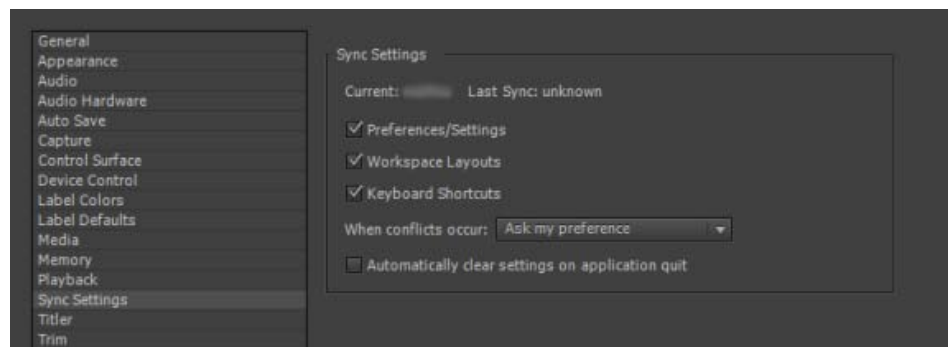 General
Appearance
Audio
Audio Hardware
Auto Save
Capture
Control Surface
Device Control
Label Colors
Label Defaults
Media
Memory
Playback
Sync Settings
Titler
Trim
Sync Settings
Current: Last Sync: unknown
Preferences/Settings
Workspace Layouts
Keyboard Shortcuts
When conflicts occur: Ask my preference
Automatically clear settings on application quit